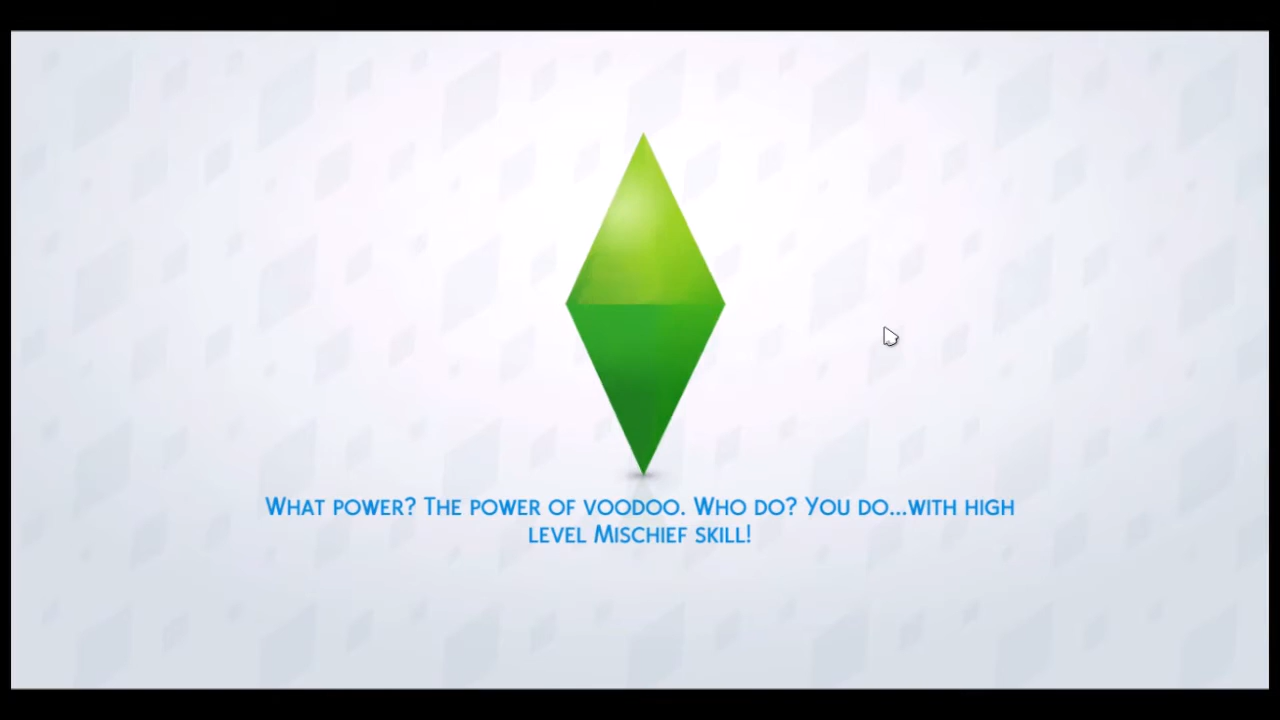 What power? The power of voodoo. Who do? You do...with high
level Mischief skill!